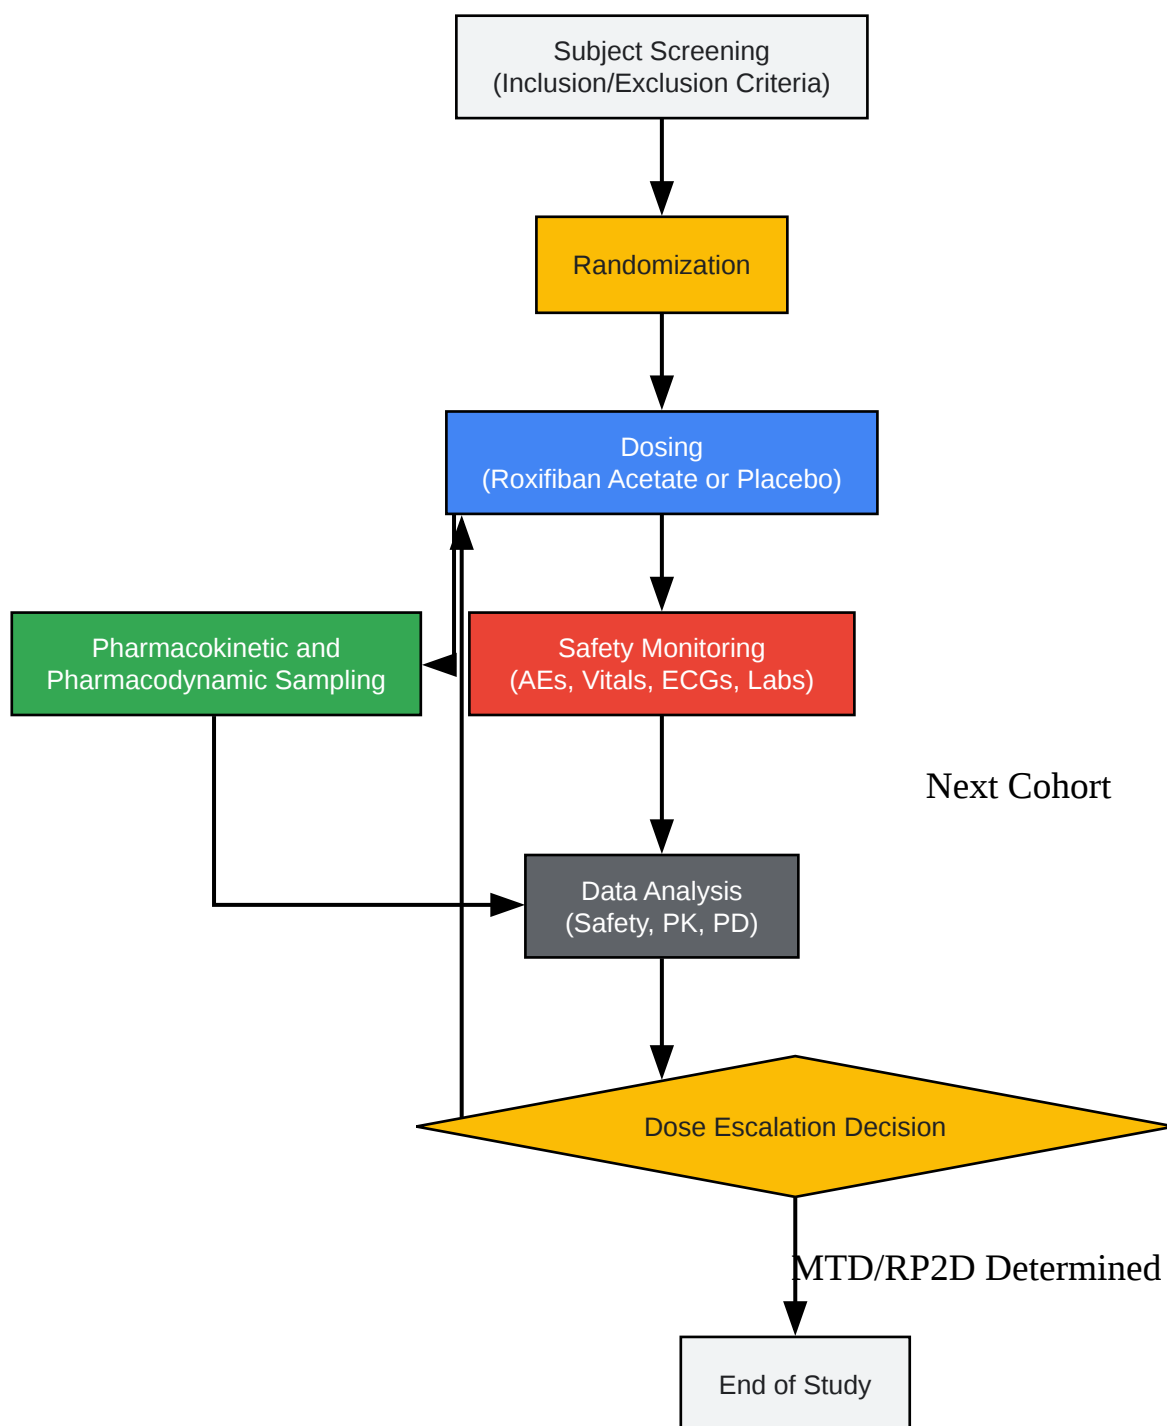 Subject Screening
(Inclusion/Exclusion Criteria)
Randomization
Dosing
(Roxifiban Acetate or Placebo)
Pharmacokinetic and
Pharmacodynamic Sampling
Safety Monitoring
(AEs, Vitals, ECGs, Labs)
Next Cohort
Data Analysis
(Safety, PK, PD)
Dose Escalation Decision
MTD/RP2D Determined
End of Study